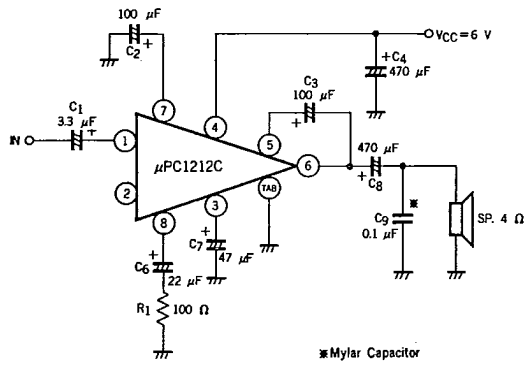 100 μF
+
C2
VCC=6 V
+C4
470 μF
C3
100 μF
+
C1
3.3 μF
+
IN
7
4
5
1
μPC1212C
6
470 μF
+
C8
2
TAB
8
3
+
C7
47 μF
+
C6
22 μF
R1
100 Ω
※
C9
0.1 μF
SP. 4 Ω
※Mylar Capacitor